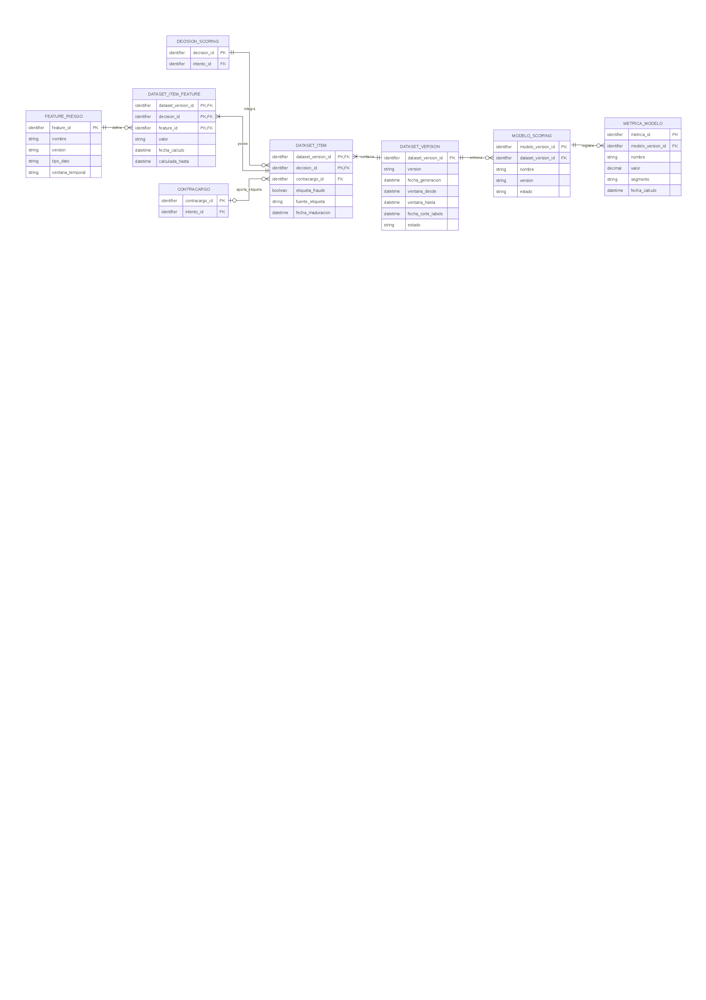 DECISION_SCORING
identifier decision_id PK
identifier intento_id FK
integra
DATASET_ITEM_FEATURE
identifier dataset_version_id PK,FK
identifier decision_id PK,FK
identifier feature_id PK,FK
string valor
datetime fecha_calculo
datetime calculada_hasta
FEATURE_RIESGO
identifier feature_id PK
string nombre
string version
string tipo_dato
string ventana_temporal
define
posee
CONTRACARGO
identifier contracargo_id PK
identifier intento_id FK
aporta_etiqueta
DATASET_ITEM
identifier dataset_version_id PK,FK
identifier decision_id PK,FK
identifier contracargo_id FK
boolean etiqueta_fraude
string fuente_etiqueta
datetime fecha_maduracion
contiene
DATASET_VERSION
identifier dataset_version_id PK
string version
datetime fecha_generacion
datetime ventana_desde
datetime ventana_hasta
datetime fecha_corte_labels
string estado
entrena
MODELO_SCORING
identifier modelo_version_id PK
identifier dataset_version_id FK
string nombre
string version
string estado
registra
METRICA_MODELO
identifier metrica_id PK
identifier modelo_version_id FK
string nombre
decimal valor
string segmento
datetime fecha_calculo